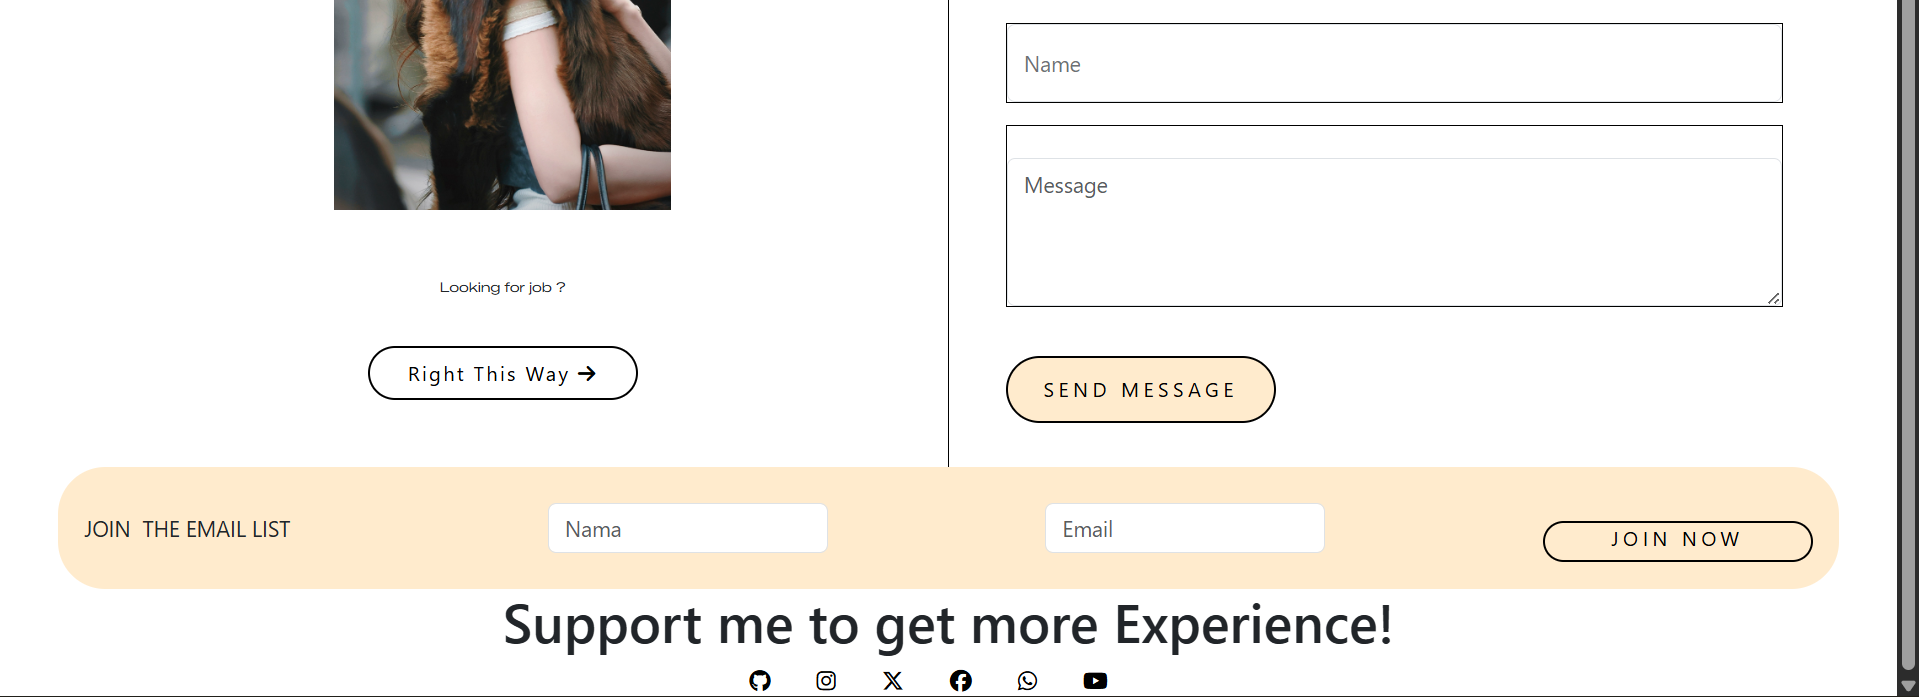 Name
Message
Looking for job ?
Right This Way
SEND MESSAGE
JOIN THE EMAIL LIST
Nama
Email
JOIN NOW
Support me to get more Experience!